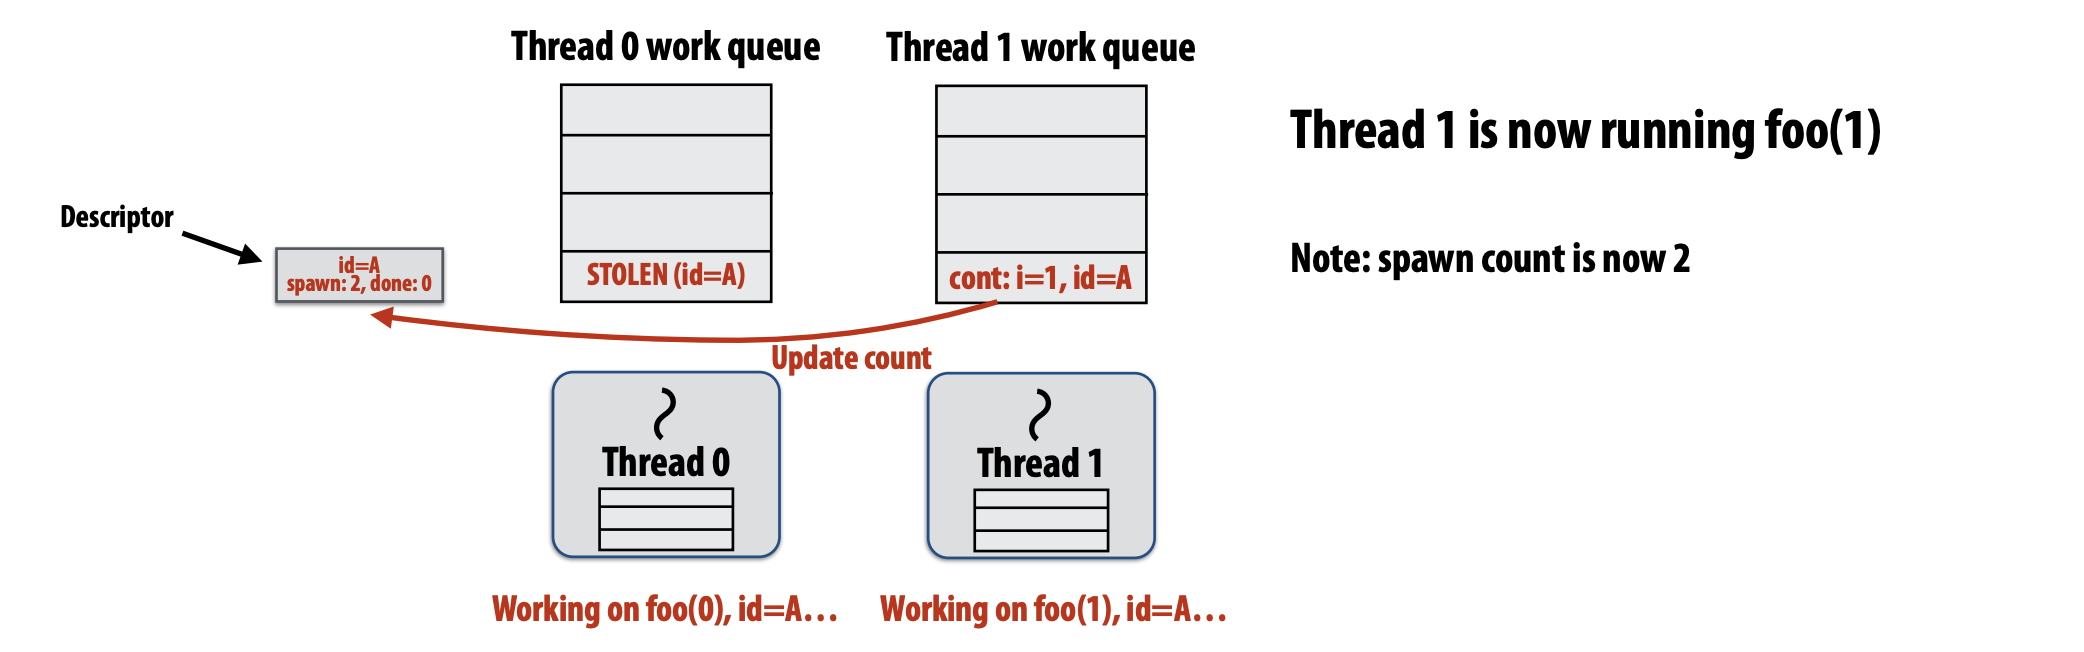 Thread 0 work queue
Thread 1 work queue
Thread 1 is now running foo(1)
Descriptor
id=A
spawn: 2, done: 0
STOLEN (id=A)
cont: i=1, id=A
Note: spawn count is now 2
Update count
Thread 0
Thread 1
Working on foo(0), id=A…
Working on foo(1), id=A…